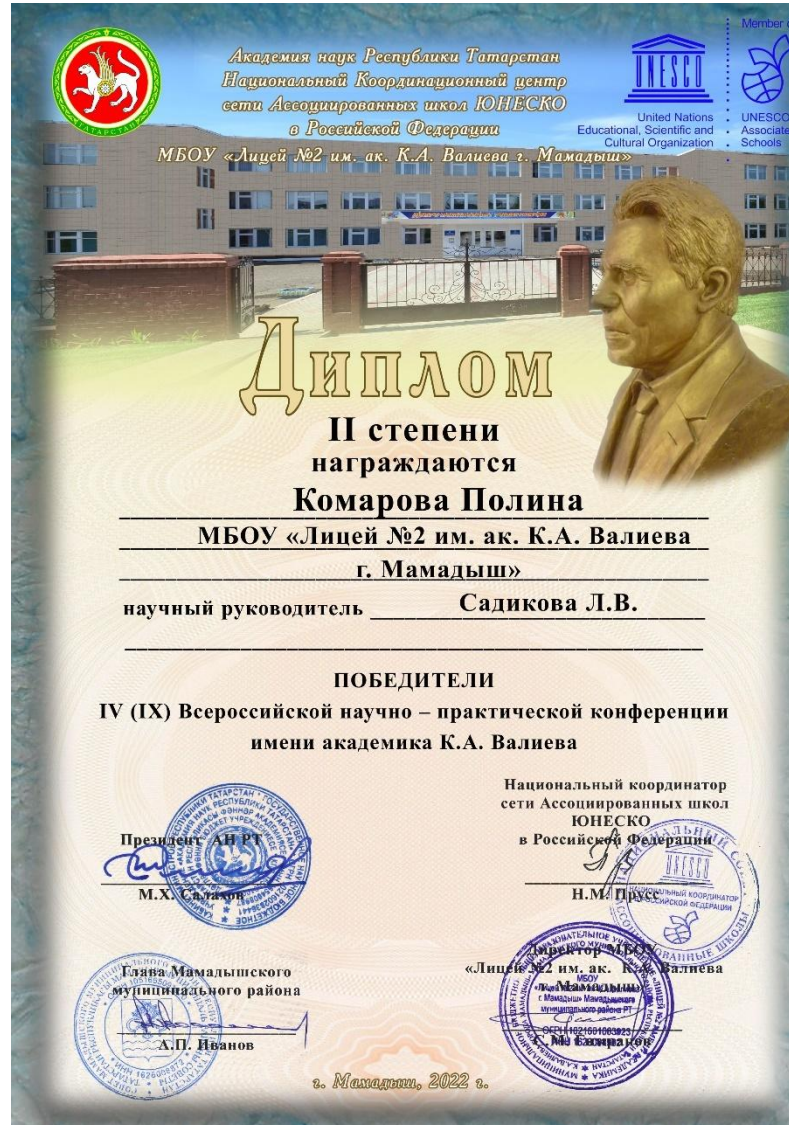 Академия наук Республики Татарстан
Национальный Координационный центр
сети Ассоциированных школ ЮНЕСКО
в Российской Федерации
МБОУ «Лицей №2 им. ак. К.А. Валиева г. Мамадыш»
ТАТАРСТАН
UNESCO
United Nations
Educational, Scientific and
Cultural Organization
Member
UNESCO
Associate
Schools
Диплом
II степени
награждаются
Комарова Полина
МБОУ «Лицей №2 им. ак. К.А. Валиева
г. Мамадыш»
научный руководитель Садикова Л.В.
ПОБЕДИТЕЛИ
IV (IX) Всероссийской научно – практической конференции
имени академика К.А. Валиева
Президент АН РТ
М.Х. Салахов
Национальный координатор
сети Ассоциированных школ
ЮНЕСКО
в Российской Федерации
Н.М. Прусс
Глава Мамадышского
муниципального района
А.П. Иванов
Директор МБОУ
«Лицей №2 им. ак. К.А. Валиева
г. Мамадыш»
г. Мамадыш, 2022 г.